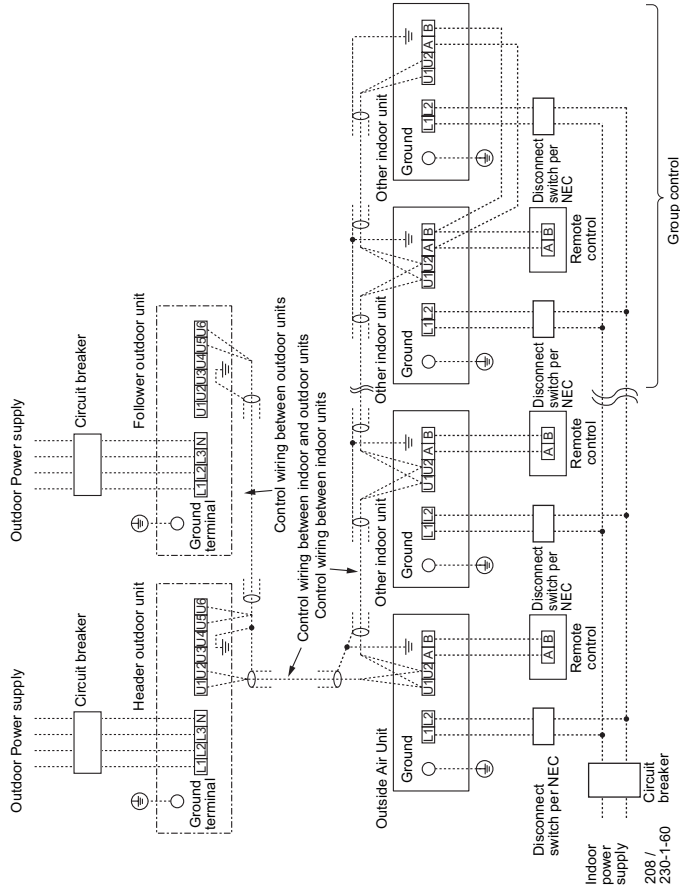 Outdoor Power supply
Outdoor Power supply
Circuit breaker
Circuit breaker
Header outdoor unit
Follower outdoor unit
Ground
terminal
L1 L2 L3 N
U1 U2 U3 U4 U5 U6
Ground
terminal
L1 L2 L3 N
U1 U2 U3 U4 U5 U6
Control wiring between outdoor units
Control wiring between indoor and outdoor units
Control wiring between indoor units
Outside Air Unit
Other indoor unit
Other indoor unit
Other indoor unit
Ground
L1 L2
U1 U2 A B
Ground
L1 L2
U1 U2 A B
Ground
L1 L2
U1 U2 A B
Ground
L1 L2
U1 U2 A B
Disconnect
switch per NEC
A B
Remote
control
Disconnect
switch per
NEC
A B
Remote
control
Disconnect
switch per
NEC
A B
Remote
control
Disconnect
switch per
NEC
Indoor
power
supply
208 /
230-1-60
Circuit
breaker
Group control